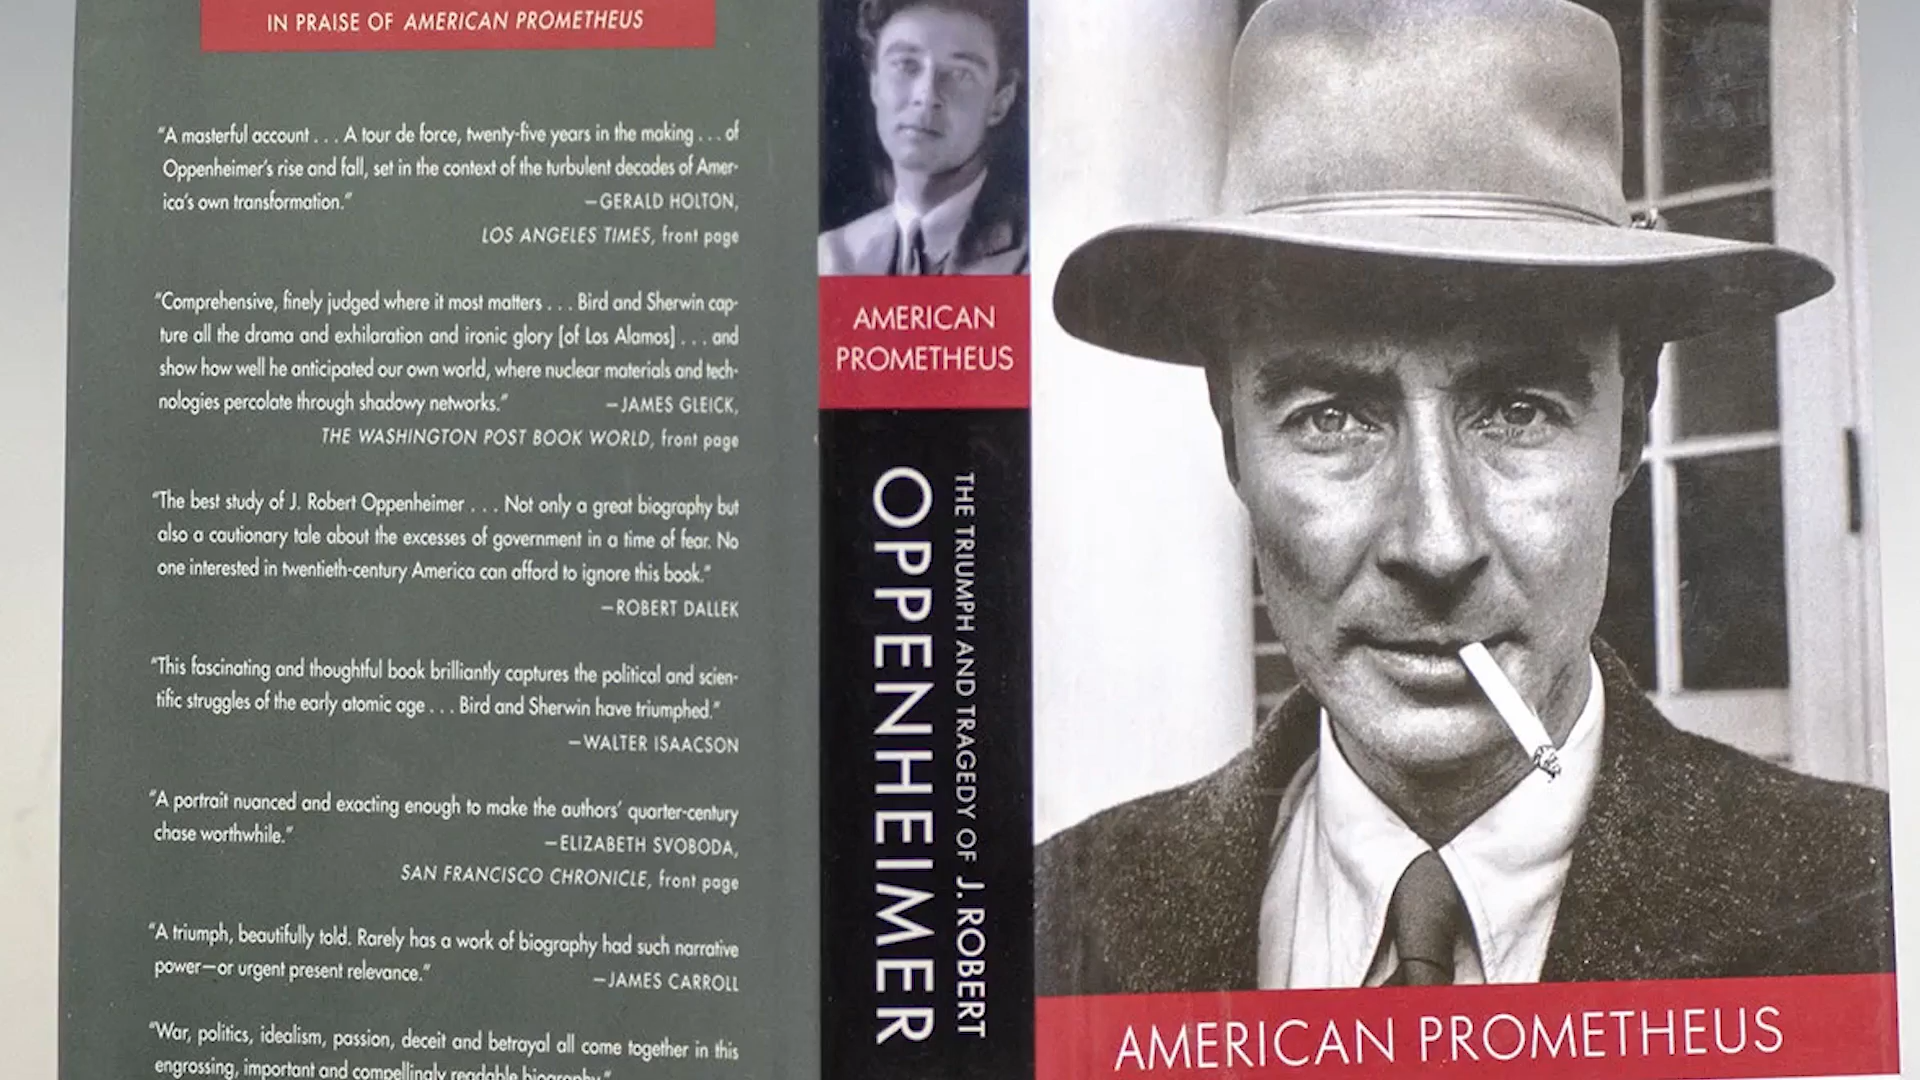 IN PRAISE OF AMERICAN PROMETHEUS
“A masterful account . . . A tour de force, twenty-five years in the making . . . of
Oppenheimer’s rise and fall, set in the context of the turbulent decades of Amer-
ica’s own transformation.” —GERALD HOLTON,
LOS ANGELES TIMES, front page
“Comprehensive, finely judged where it most matters . . . Bird and Sherwin cap-
ture all the drama and exhilaration and ironic glory [of Los Alamos] . . . and
show how well he anticipated our own world, where nuclear materials and tech-
nologies percolate through shadowy networks.” —JAMES GLEICK,
THE WASHINGTON POST BOOK WORLD, front page
“The best study of J. Robert Oppenheimer . . . Not only a great biography but
also a cautionary tale about the excesses of government in a time of fear. No
one interested in twentieth-century America can afford to ignore this book.”
—ROBERT DALLEK
“This fascinating and thoughtful book brilliantly captures the political and scien-
tific struggles of the early atomic age . . . Bird and Sherwin have triumphed.”
—WALTER ISAACSON
“A portrait nuanced and exacting enough to make the authors’ quarter-century
chase worthwhile.” —ELIZABETH SVOBODA,
SAN FRANCISCO CHRONICLE, front page
“A triumph, beautifully told. Rarely has a work of biography had such narrative
power—or urgent present relevance.” —JAMES CARROLL
“War, politics, idealism, passion, deceit and betrayal all come together in this
engrossing, important and compellingly readable biography.”
AMERICAN
PROMETHEUS
THE TRIUMPH AND TRAGEDY OF J. ROBERT
OPPENHEIMER
AMERICAN PROMETHEUS